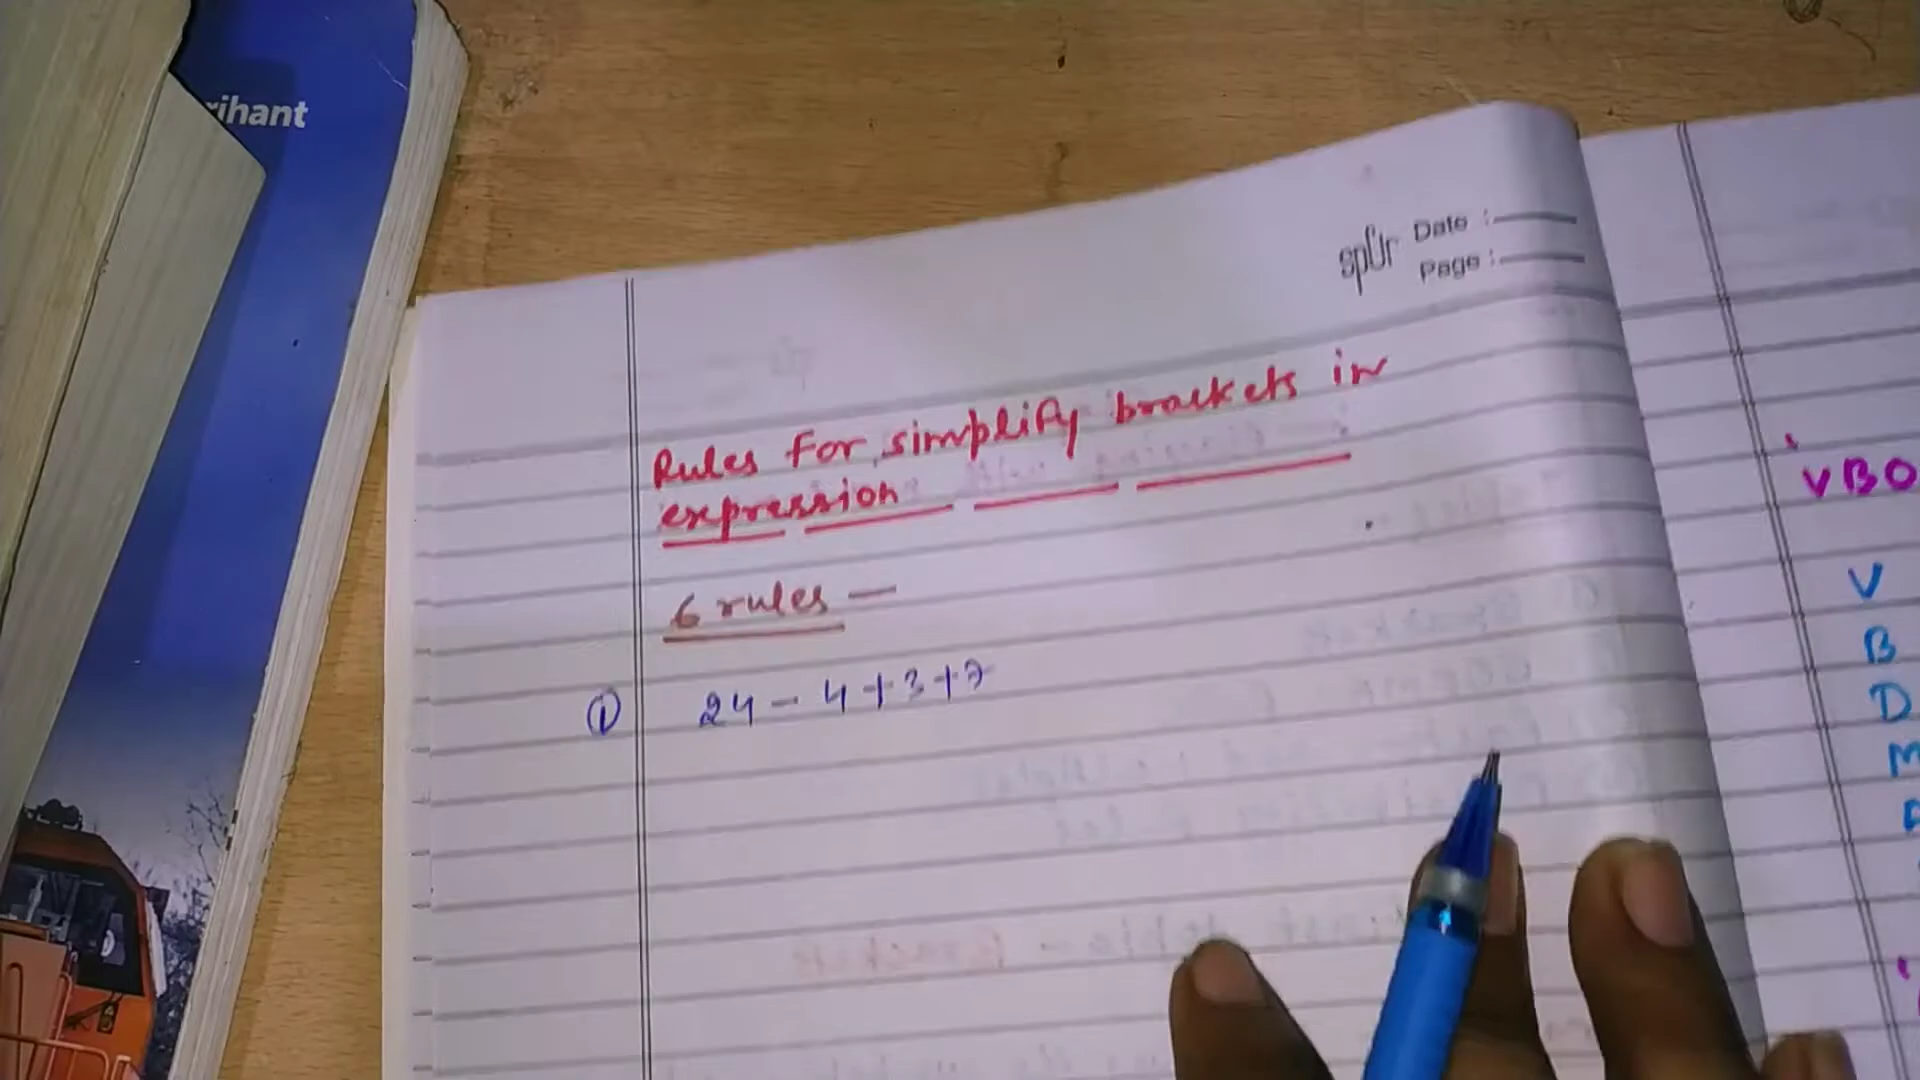 rihant
spUr Date :
Page :
Rules for simplify brackets in
expression
6 rules —
① 24 - 4 + 3 + 7
VBO
V
B
D
M